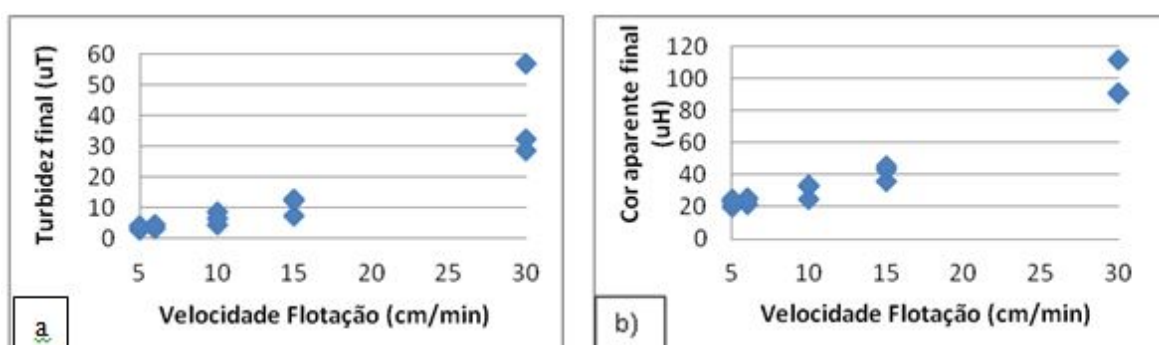 Turbidez final (uT)
60
50
40
30
20
10
0
5 10 15 20 25 30
Velocidade Flotação (cm/min)
a
Cor aparente final
(uH)
120
100
80
60
40
20
0
5 10 15 20 25 30
Velocidade Flotação (cm/min)
b)